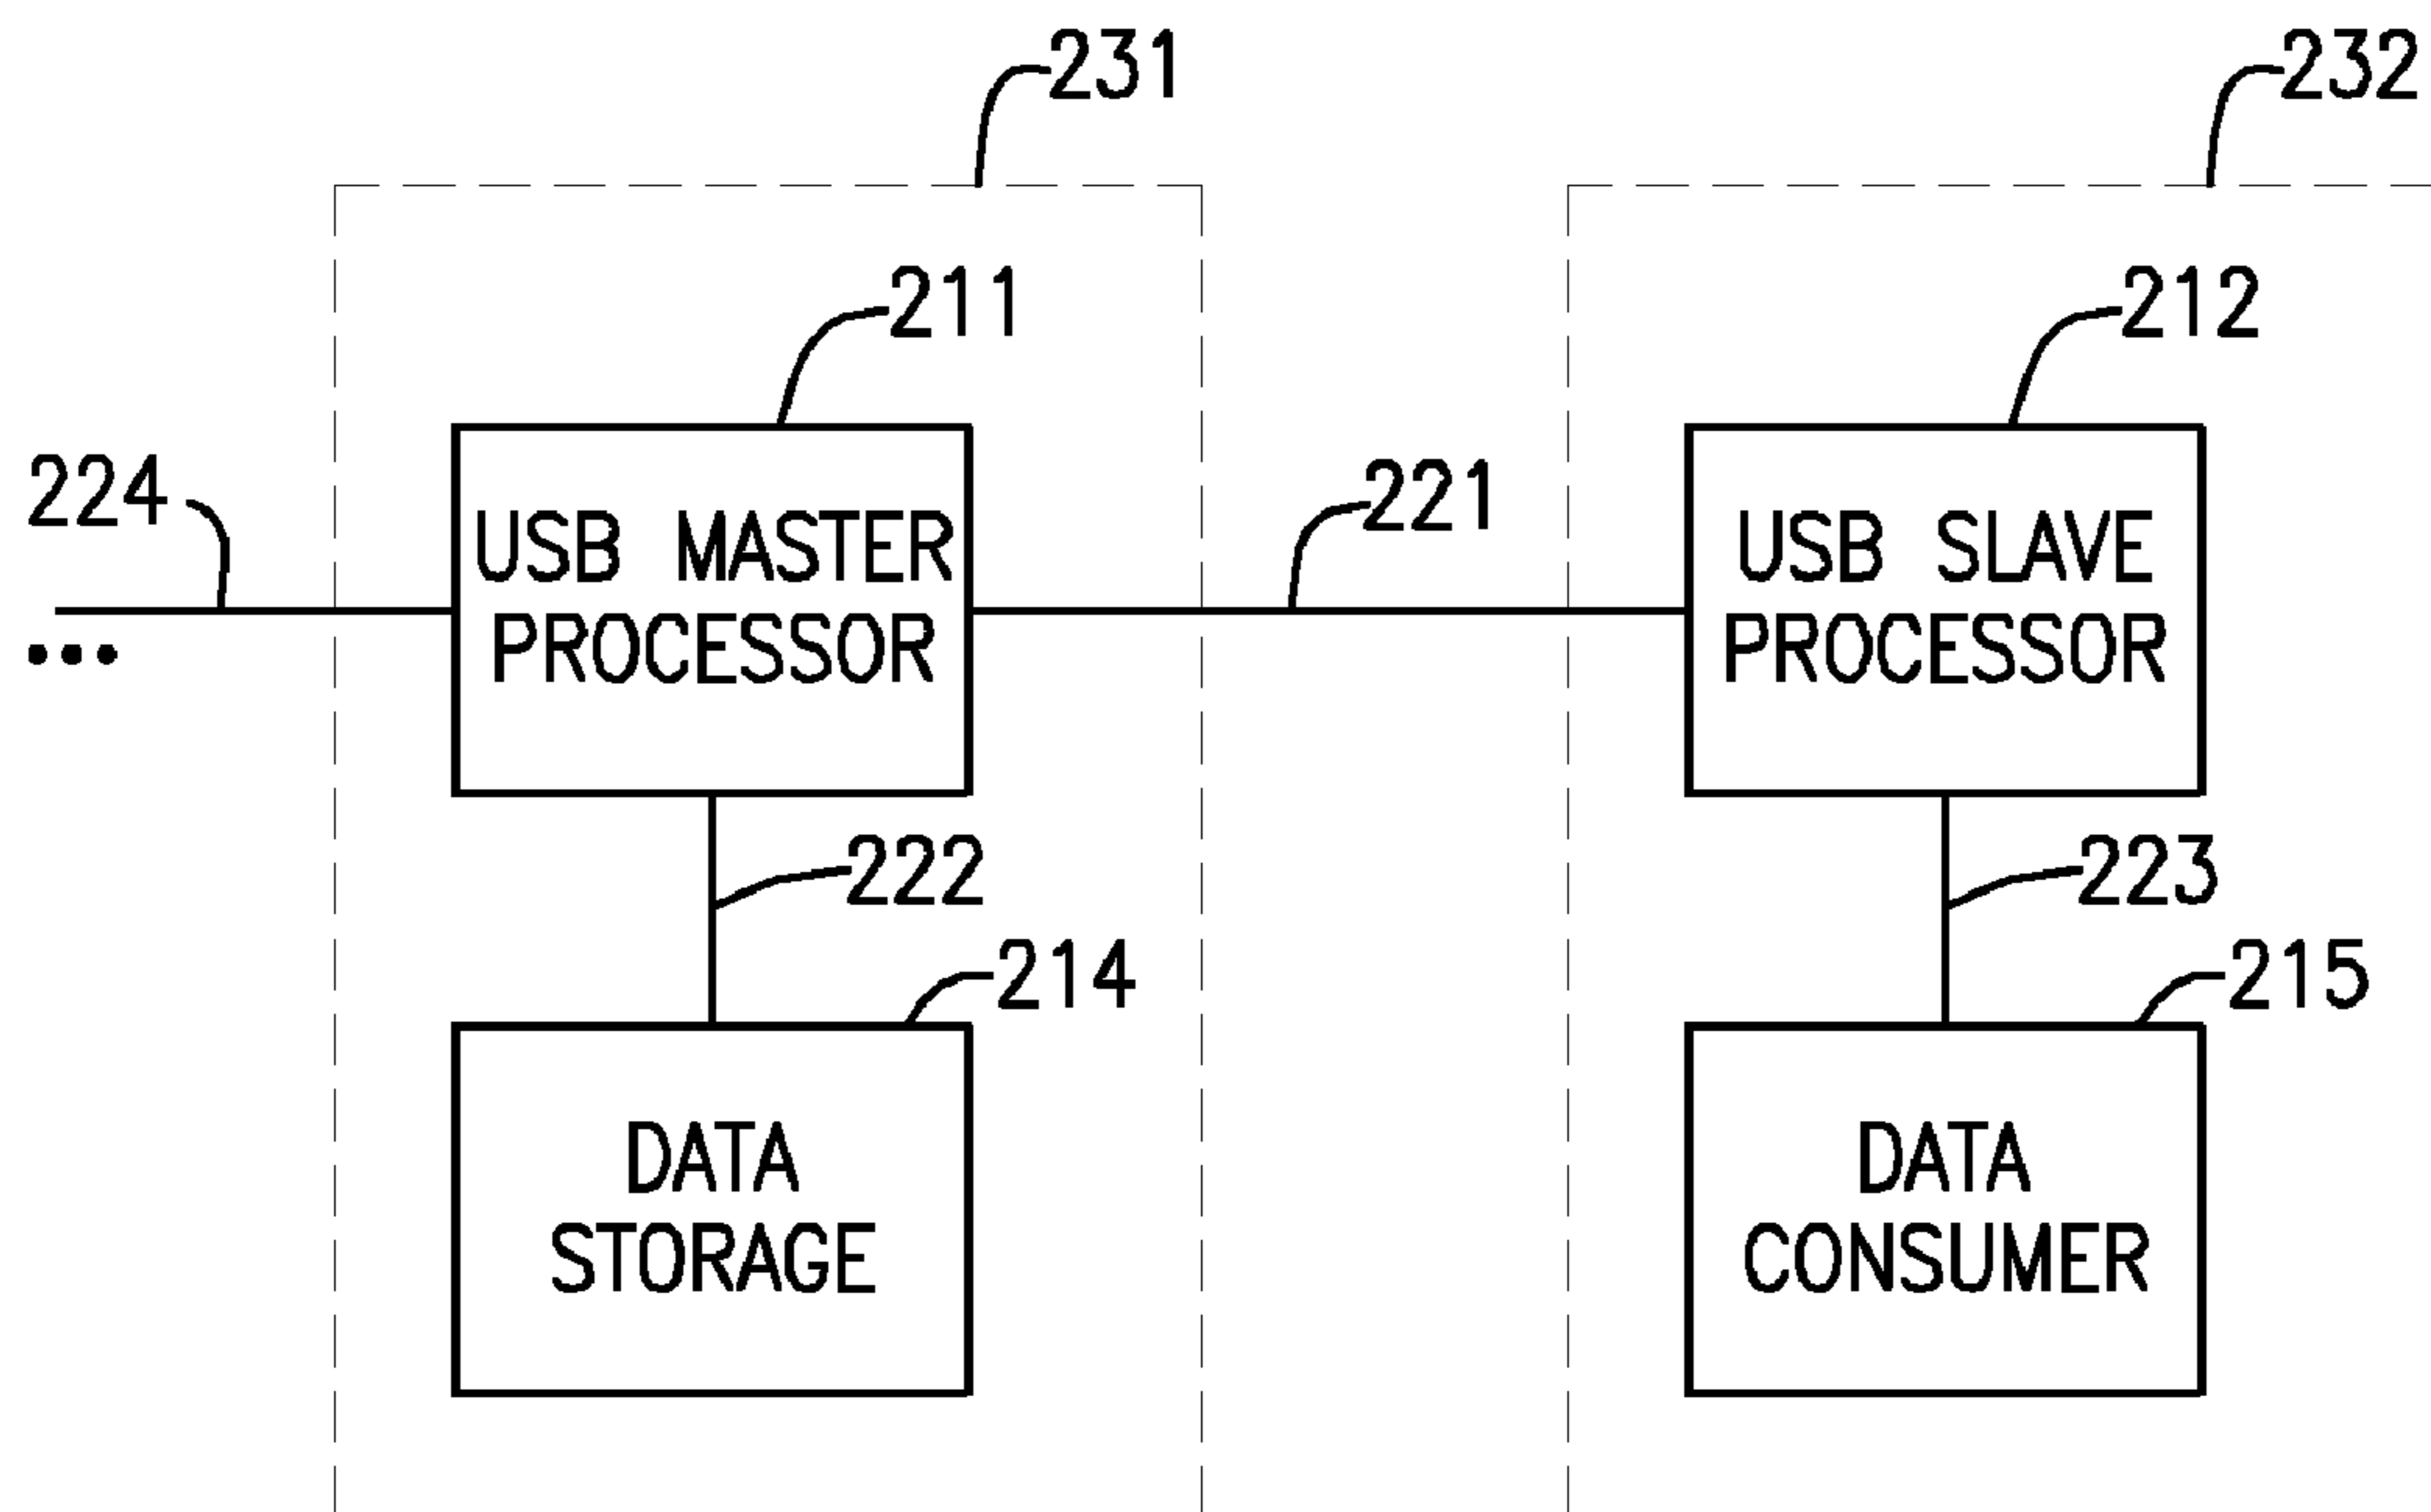 231
232
211
212
224
221
USB MASTER
PROCESSOR
USB SLAVE
PROCESSOR
•••
222
223
214
215
DATA
STORAGE
DATA
CONSUMER